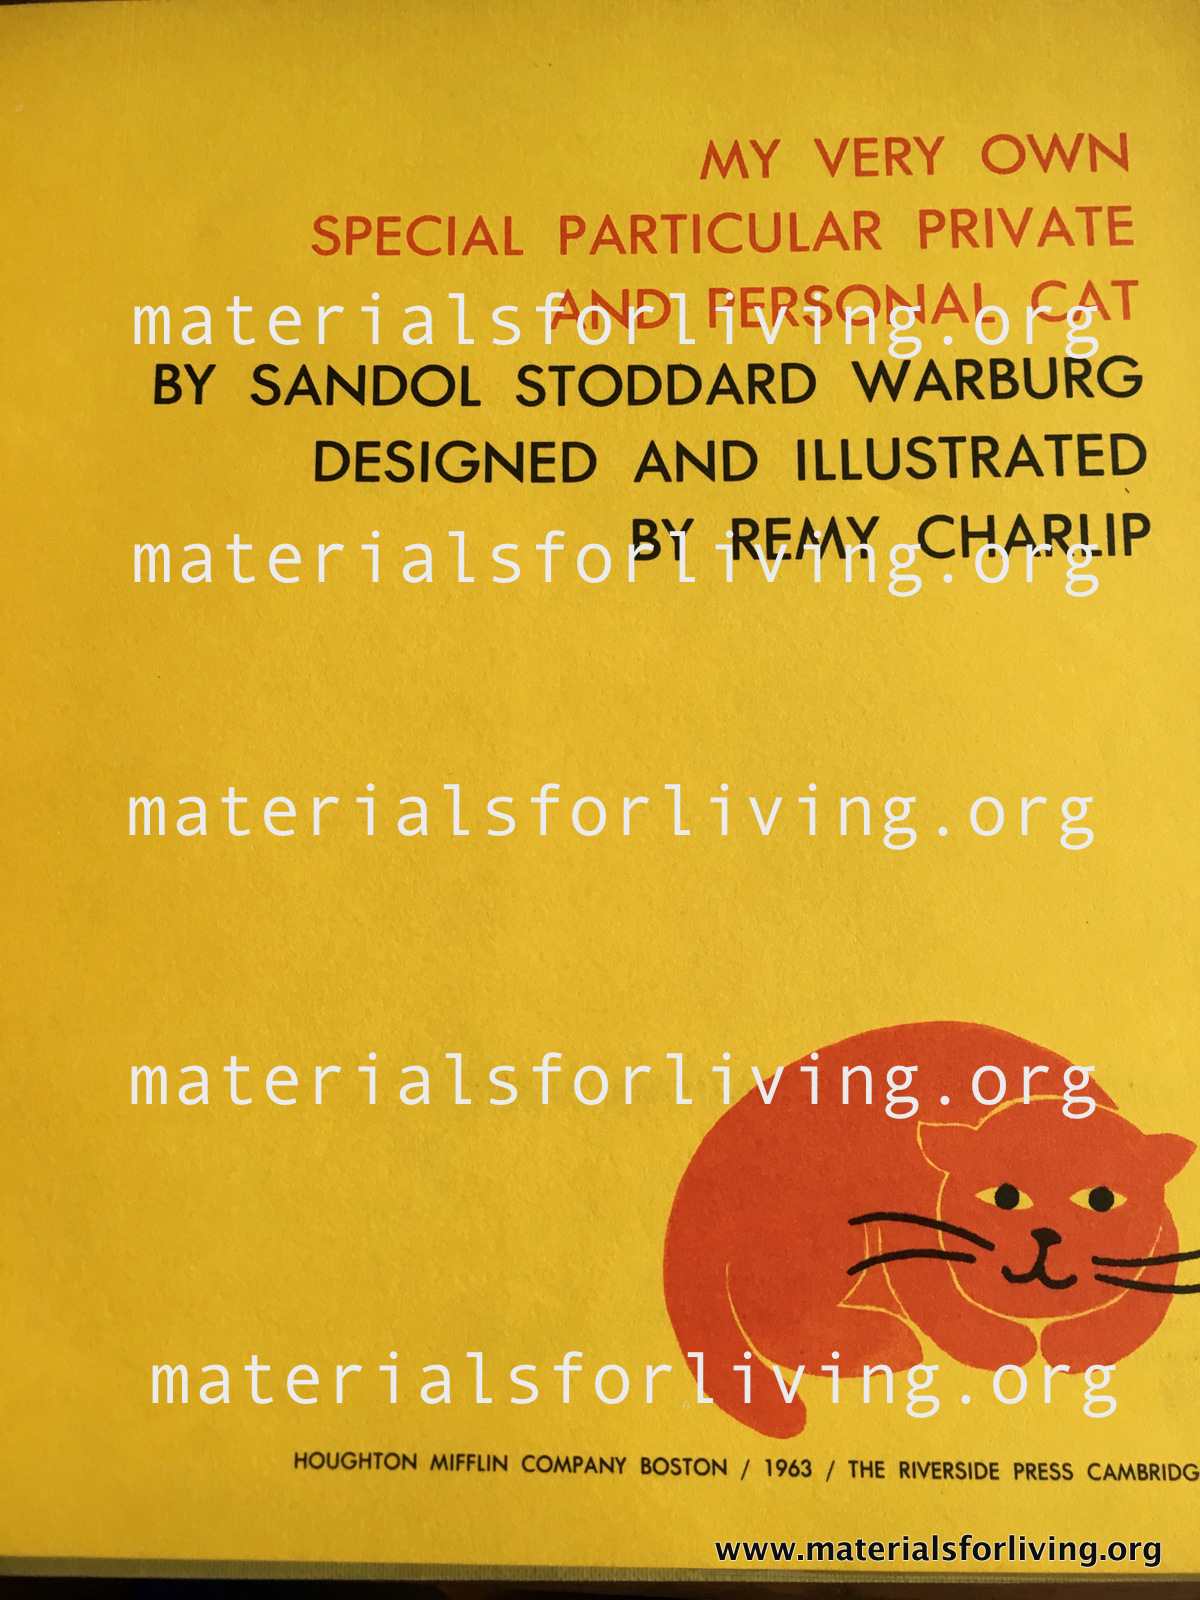 MY VERY OWN
SPECIAL PARTICULAR PRIVATE
AND PERSONAL CAT
materialsforliving.org
BY SANDOL STODDARD WARBURG
DESIGNED AND ILLUSTRATED
BY REMY CHARLIP
materialsforliving.org
materialsforliving.org
materialsforliving.org
materialsforliving.org
HOUGHTON MIFFLIN COMPANY BOSTON / 1963 / THE RIVERSIDE PRESS CAMBRIDG
www.materialsforliving.org